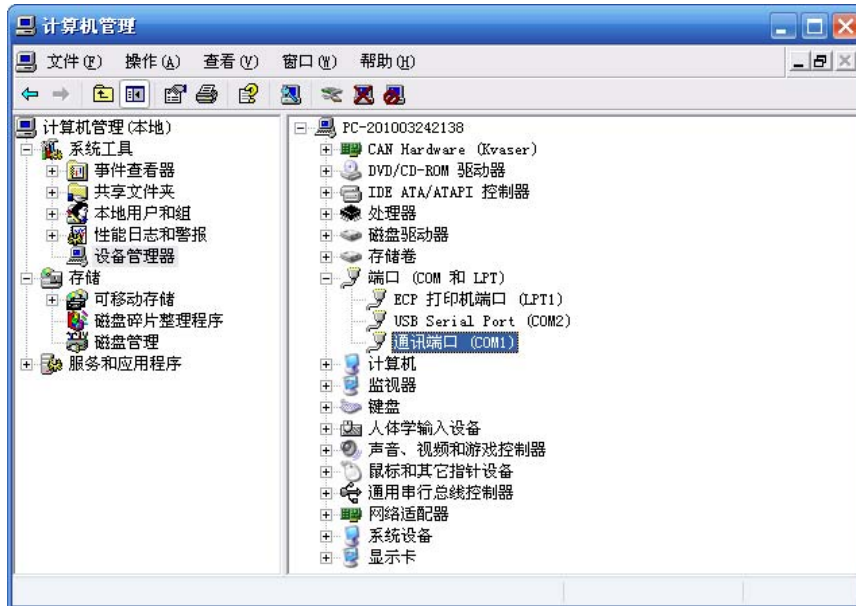 计算机管理
文件(F) 操作(A) 查看(V) 窗口(W) 帮助(H)
计算机管理(本地)
系统工具
事件查看器
共享文件夹
本地用户和组
性能日志和警报
设备管理器
存储
可移动存储
磁盘碎片整理程序
磁盘管理
服务和应用程序
PC-201003242138
CAN Hardware (Kvaser)
DVD/CD-ROM 驱动器
IDE ATA/ATAPI 控制器
处理器
磁盘驱动器
存储卷
端口 (COM 和 LPT)
ECP 打印机端口 (LPT1)
USB Serial Port (COM2)
通讯端口 (COM1)
计算机
监视器
键盘
人体学输入设备
声音、视频和游戏控制器
鼠标和其它指针设备
通用串行总线控制器
网络适配器
系统设备
显示卡